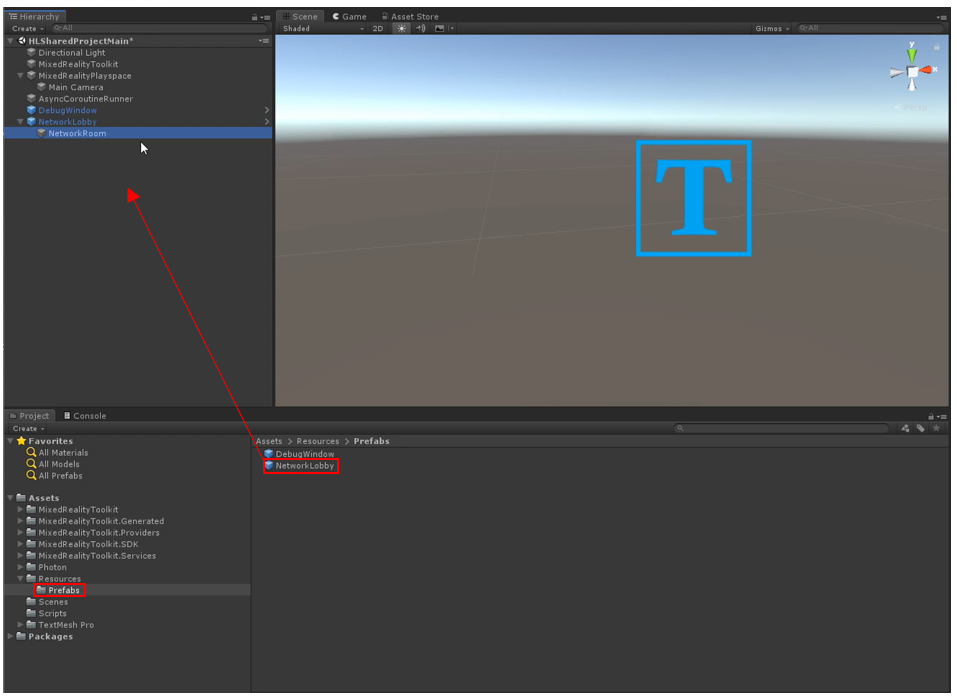 Hierarchy
Create
All
HLSharedProjectMain*
Directional Light
MixedRealityToolkit
MixedRealityPlayspace
Main Camera
AsyncCoroutineRunner
DebugWindow
NetworkLobby
NetworkRoom
Scene
Game
Asset Store
Shaded
2D
Gizmos
All
y
x
Persp
T
Project
Console
Create
Favorites
All Materials
All Models
All Prefabs
Assets
MixedRealityToolkit
MixedRealityToolkit.Generated
MixedRealityToolkit.Providers
MixedRealityToolkit.SDK
MixedRealityToolkit.Services
Photon
Resources
Prefabs
Scenes
Scripts
TextMesh Pro
Packages
Assets > Resources > Prefabs
DebugWindow
NetworkLobby